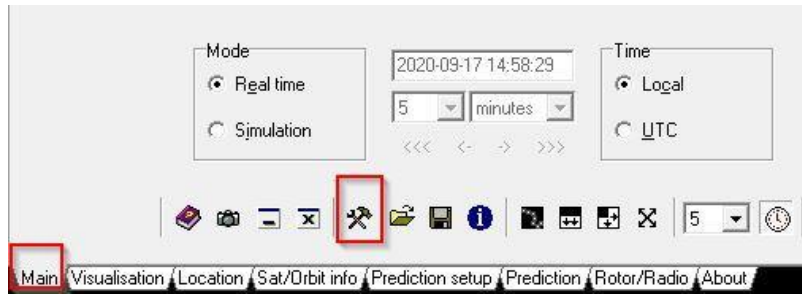 Mode
Real time
Simulation
2020-09-17 14:58:29
5 minutes
<<< <- -> >>>
Time
Local
UTC
5
Main Visualisation Location Sat/Orbit info Prediction setup Prediction Rotor/Radio About